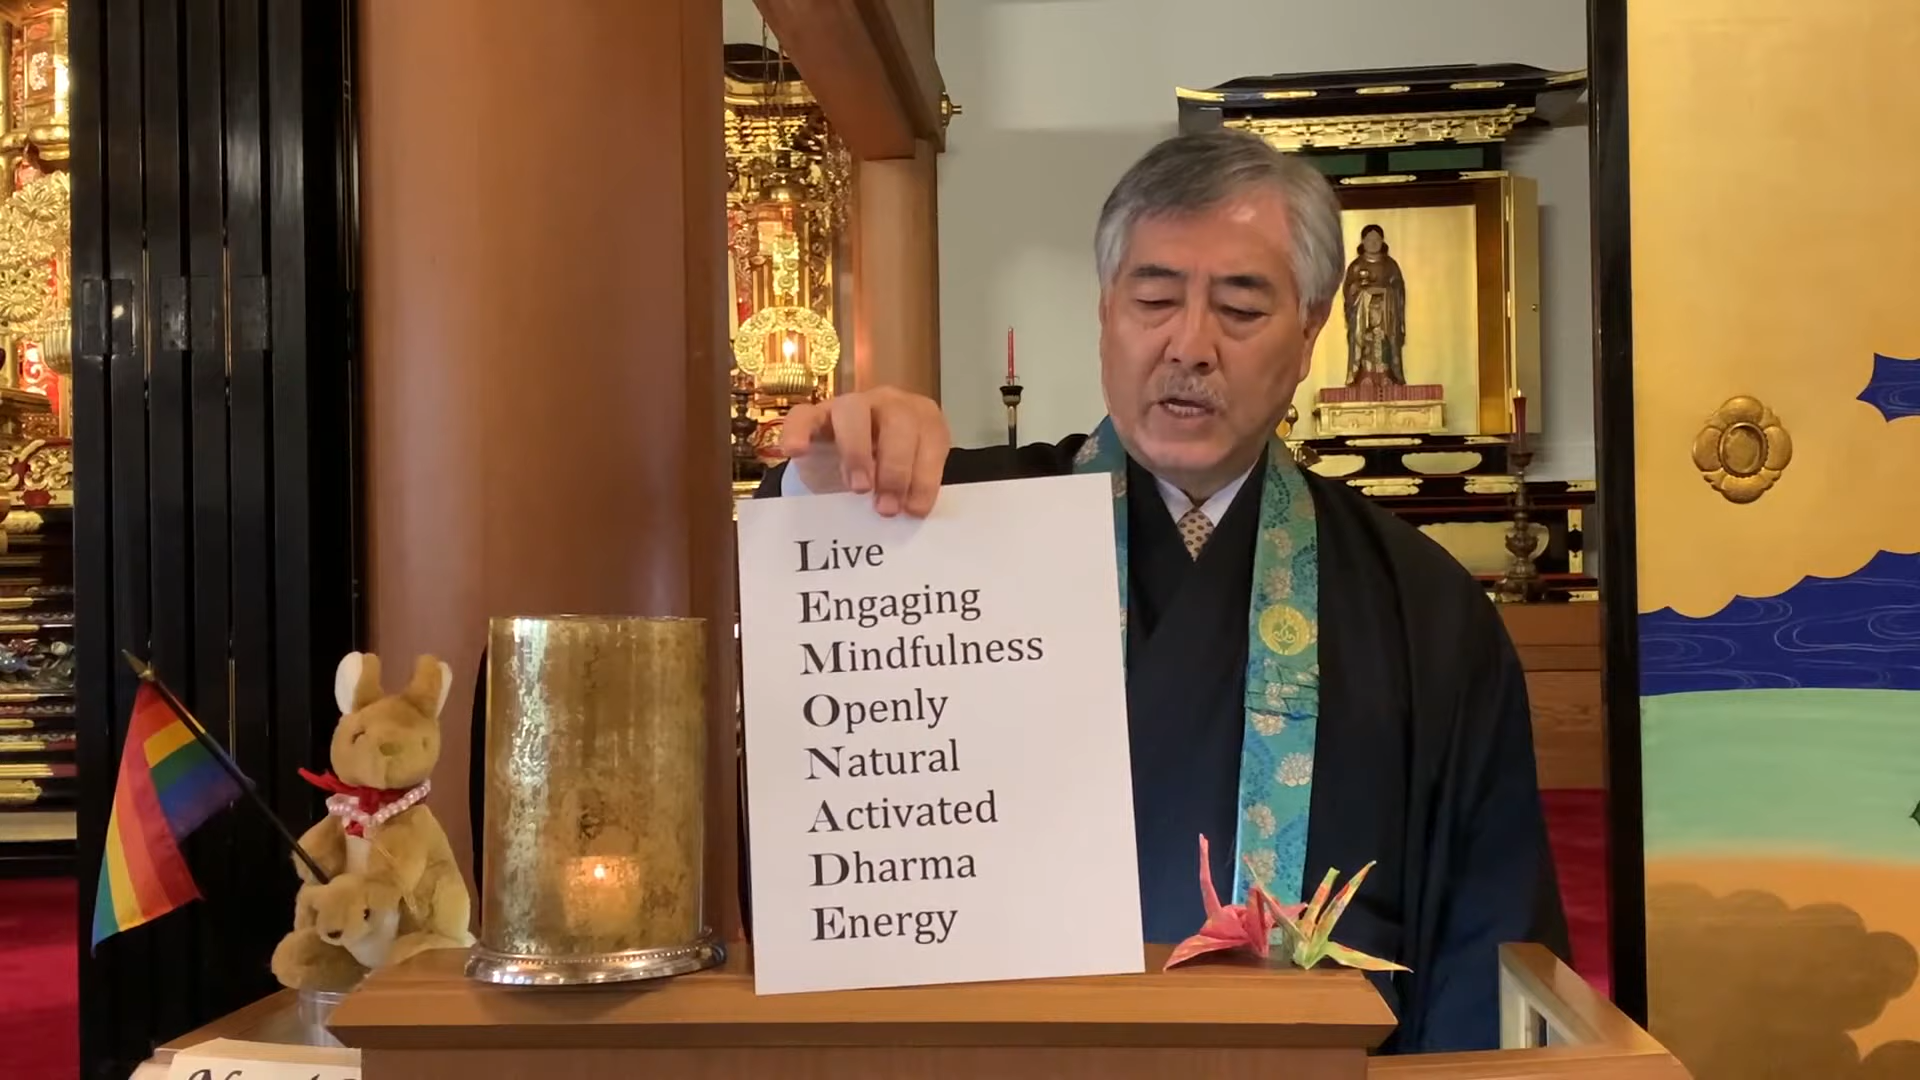 Live
Engaging
Mindfulness
Openly
Natural
Activated
Dharma
Energy